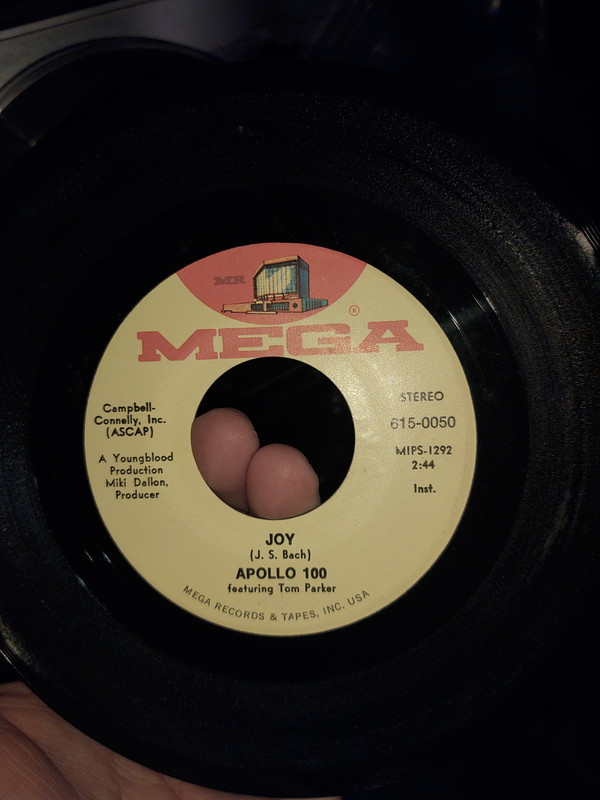 MR
®
MEGA
Campbell-
Connelly, Inc.
(ASCAP)
A Youngblood
Production
Miki Dallon,
Producer
STEREO
615-0050
MIPS-1292
2:44
Inst.
JOY
(J. S. Bach)
APOLLO 100
featuring Tom Parker
MEGA RECORDS & TAPES, INC. USA